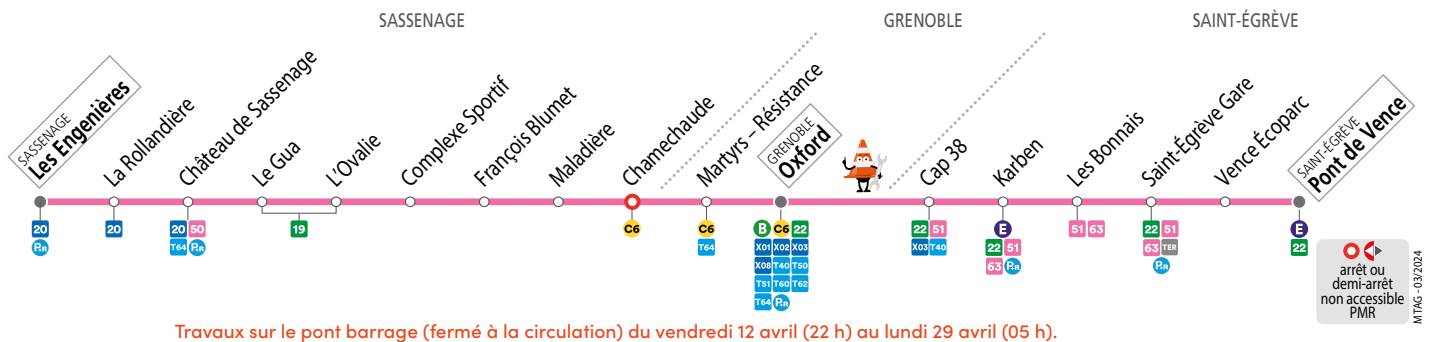 SASSENAGE
GRENOBLE
SAINT-ÉGRÈVE
SASSENAGE
Les Engenières
La Rollandière
Château de Sassenage
Le Gua
L'Ovalie
Complexe Sportif
François Blumet
Maladière
Chamechaude
Martyrs – Résistance
GRENOBLE
Oxford
Cap 38
Karben
Les Bonnais
Saint-Égrève Gare
Vence Écoparc
SAINT-ÉGRÈVE
Pont de Vence
20
P+R
20
20 50
T64 P+R
19
C6
C6
T64
B C6 22
X01 X02 X03
X08 T40 T50
T51 T60 T62
T64 P+R
22 51
X03 T40
E
22 51
63 P+R
51 63
22 51
63 TER
P+R
E
22
arrêt ou
demi-arrêt
non accessible
PMR
MTAG - 03/2024
Travaux sur le pont barrage (fermé à la circulation) du vendredi 12 avril (22 h) au lundi 29 avril (05 h).